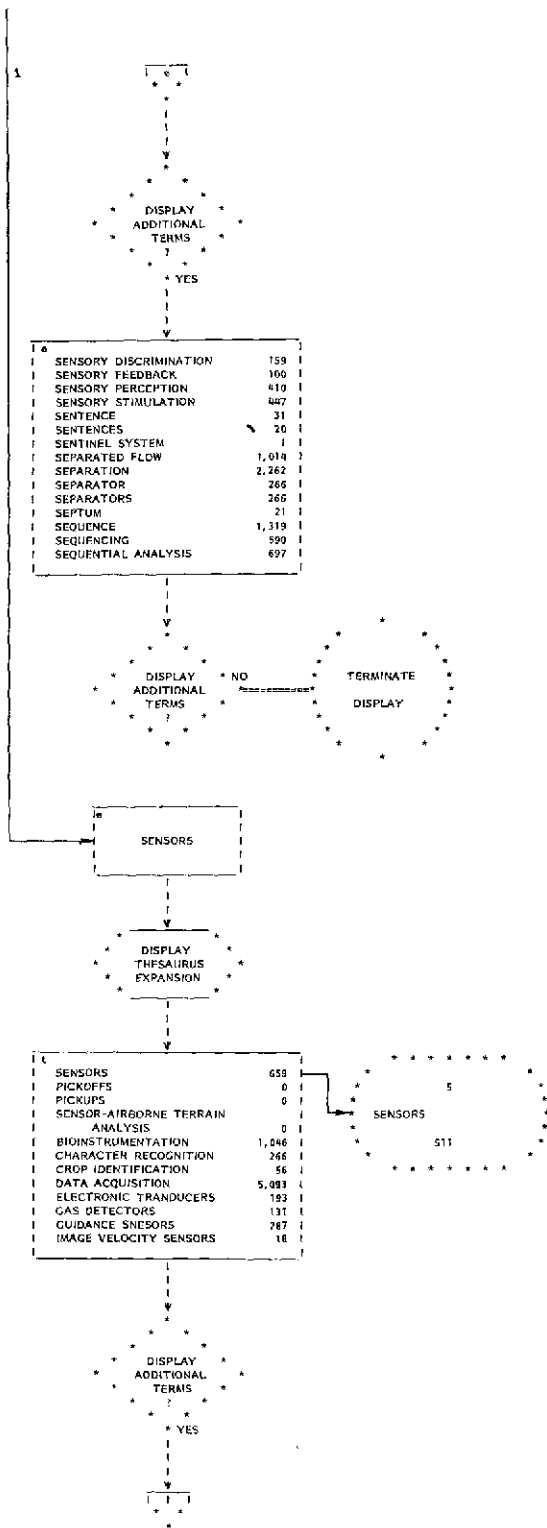 1
e
DISPLAY
ADDITIONAL
TERMS
?
YES
SENSORY DISCRIMINATION 159
SENSORY FEEDBACK 100
SENSORY PERCEPTION 410
SENSORY STIMULATION 447
SENTENCE 31
SENTENCES 20
SENTINEL SYSTEM 1
SEPARATED FLOW 1,014
SEPARATION 2,262
SEPARATOR 266
SEPARATORS 266
SEPTUM 21
SEQUENCE 1,319
SEQUENCING 590
SEQUENTIAL ANALYSIS 697
DISPLAY
ADDITIONAL
TERMS
?
NO
TERMINATE
DISPLAY
e
SENSORS
DISPLAY
THESAURUS
EXPANSION
t
SENSORS 659
PICKOFFS 0
PICKUPS 0
SENSOR-AIRBORNE TERRAIN
ANALYSIS 0
BIOINSTRUMENTATION 1,046
CHARACTER RECOGNITION 266
CROP IDENTIFICATION 56
DATA ACQUISITION 5,093
ELECTRONIC TRANDUCERS 193
GAS DETECTORS 131
GUIDANCE SNESORS 787
IMAGE VELOCITY SENSORS 18
S
SENSORS
S11
DISPLAY
ADDITIONAL
TERMS
?
YES